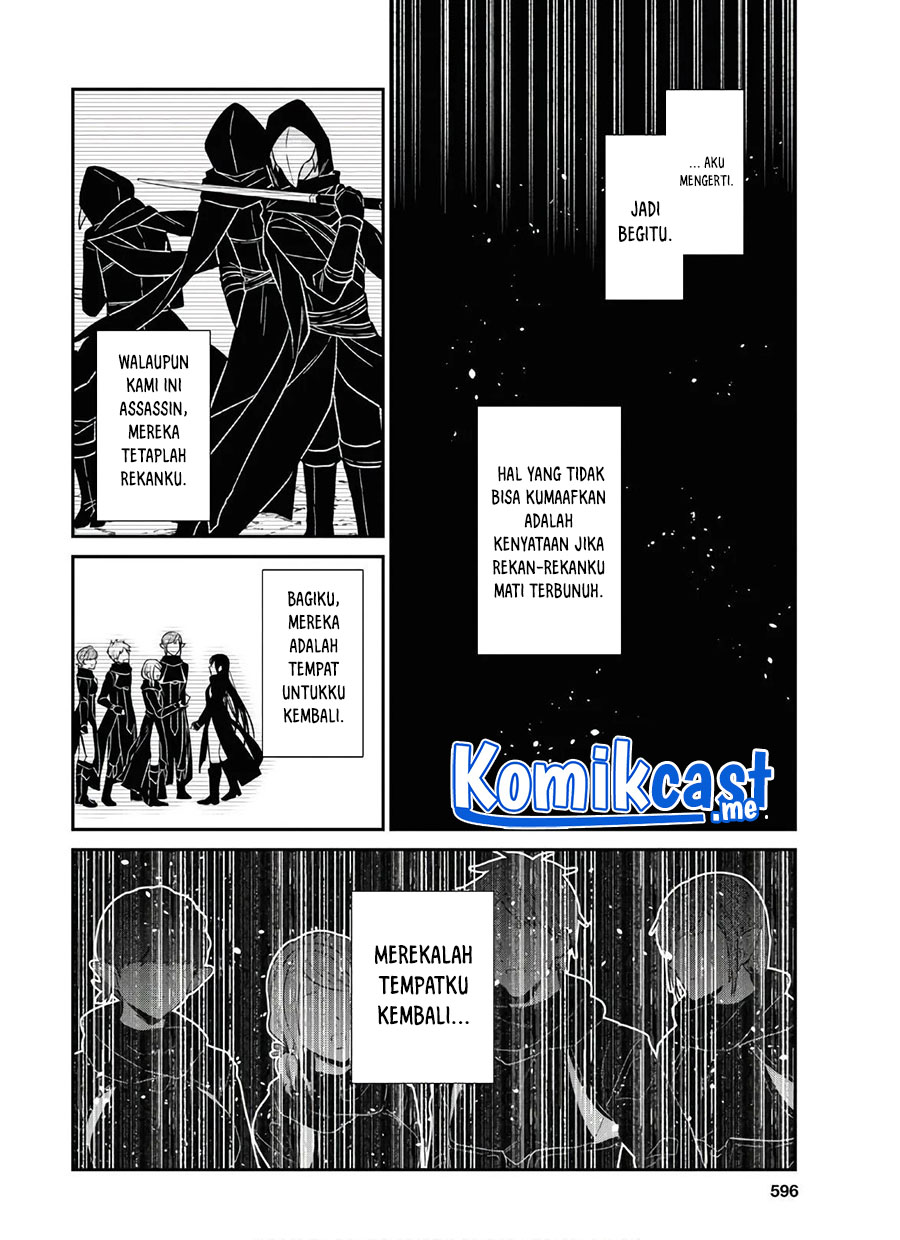 ... AKU
MENGERTI.
JADI
BEGITU.
HAL YANG TIDAK
BISA KUMAAFKAN
ADALAH
KENYATAAN JIKA
REKAN-REKANKU
MATI TERBUNUH.
WALAUPUN
KAMI INI
ASSASSIN,
MEREKA
TETAPLAH
REKANKU.
BAGIKU,
MEREKA
ADALAH
TEMPAT
UNTUKKU
KEMBALI.
Komikcast
.me
MEREKALAH
TEMPATKU
KEMBALI...
596